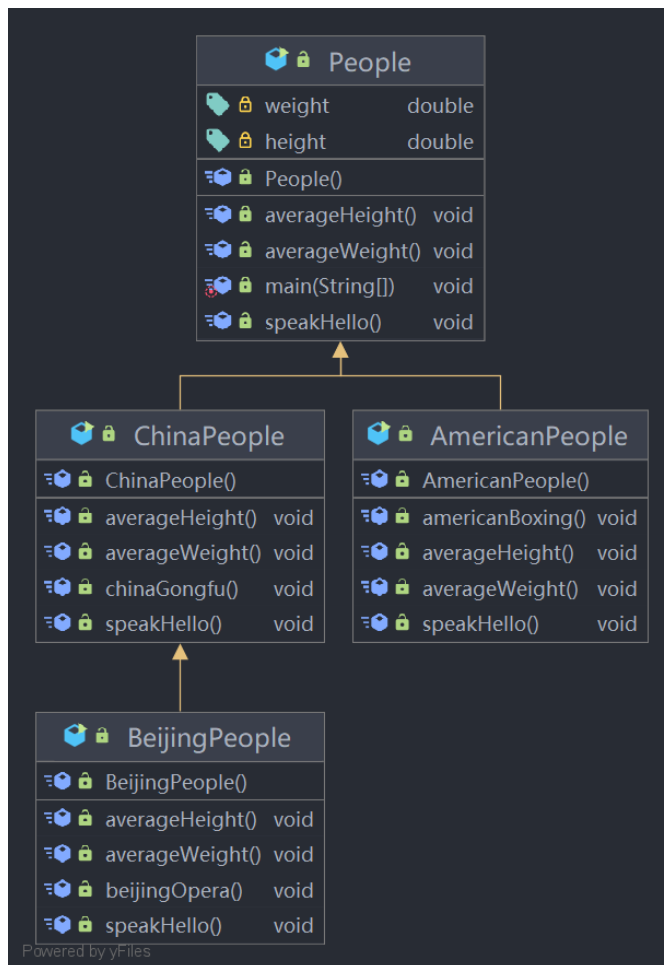 People
weight double
height double
People()
averageHeight() void
averageWeight() void
main(String[]) void
speakHello() void
ChinaPeople
ChinaPeople()
averageHeight() void
averageWeight() void
chinaGongfu() void
speakHello() void
AmericanPeople
AmericanPeople()
americanBoxing() void
averageHeight() void
averageWeight() void
speakHello() void
BeijingPeople
BeijingPeople()
averageHeight() void
averageWeight() void
beijingOpera() void
speakHello() void
Powered by yFiles